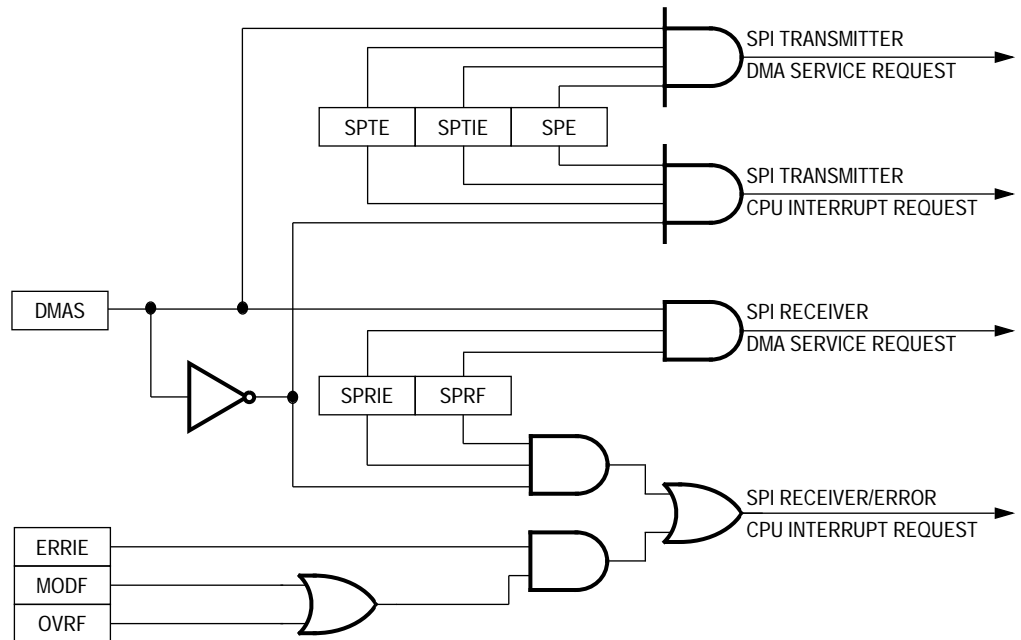 SPI TRANSMITTER
DMA SERVICE REQUEST
SPTE SPTIE SPE
SPI TRANSMITTER
CPU INTERRUPT REQUEST
DMAS
SPI RECEIVER
DMA SERVICE REQUEST
SPRIE SPRF
SPI RECEIVER/ERROR
CPU INTERRUPT REQUEST
ERRIE
MODF
OVRF